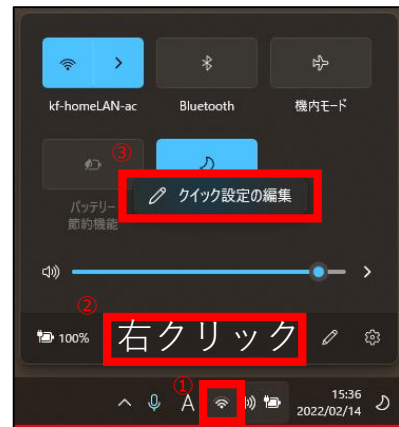 kf-homeLAN-ac
Bluetooth
機内モード
③
クイック設定の編集
バッテリー
節約機能
②
100%
右クリック
①
A
15:36
2022/02/14